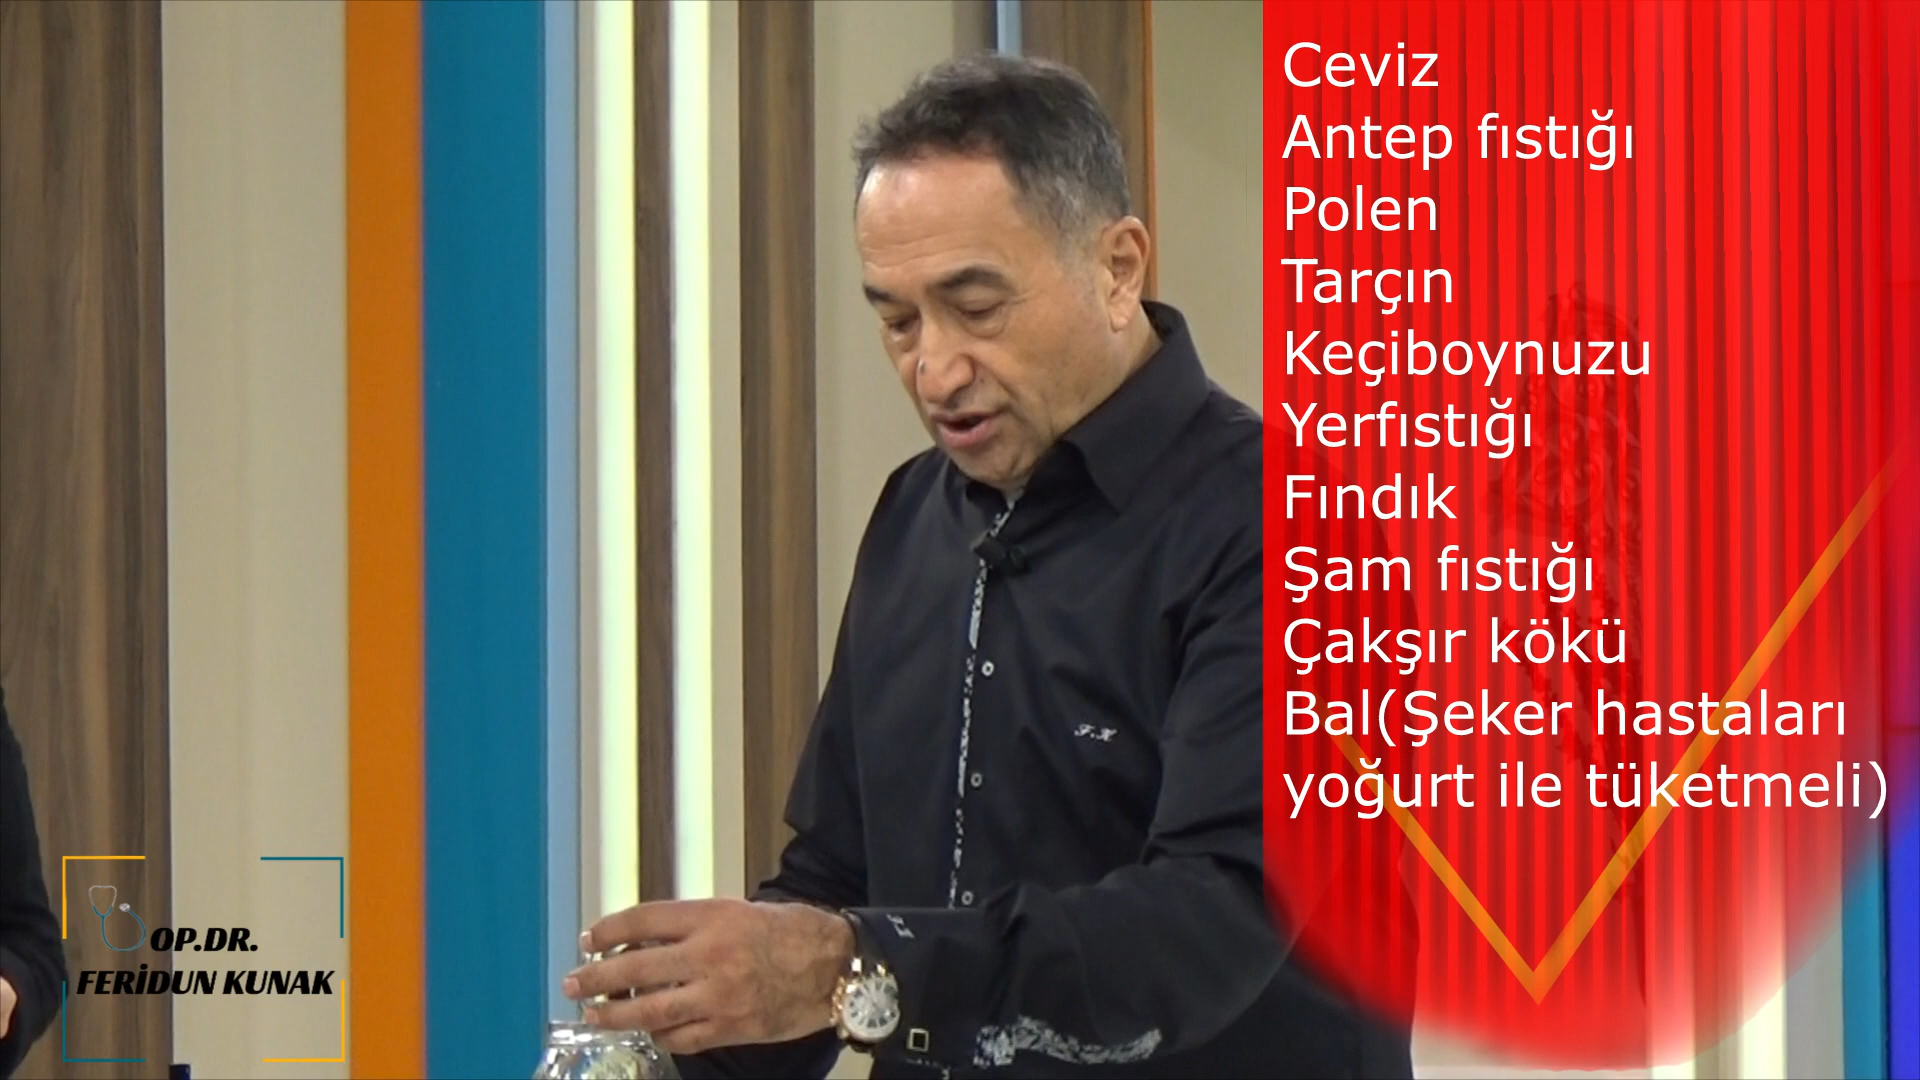 Ceviz
Antep fıstığı
Polen
Tarçın
Keçiboynuzu
Yerfıstığı
Fındık
Şam fıstığı
Çakşır kökü
Bal(Şeker hastaları
yoğurt ile tüketmeli)
F.K
OP.DR.
FERİDUN KUNAK